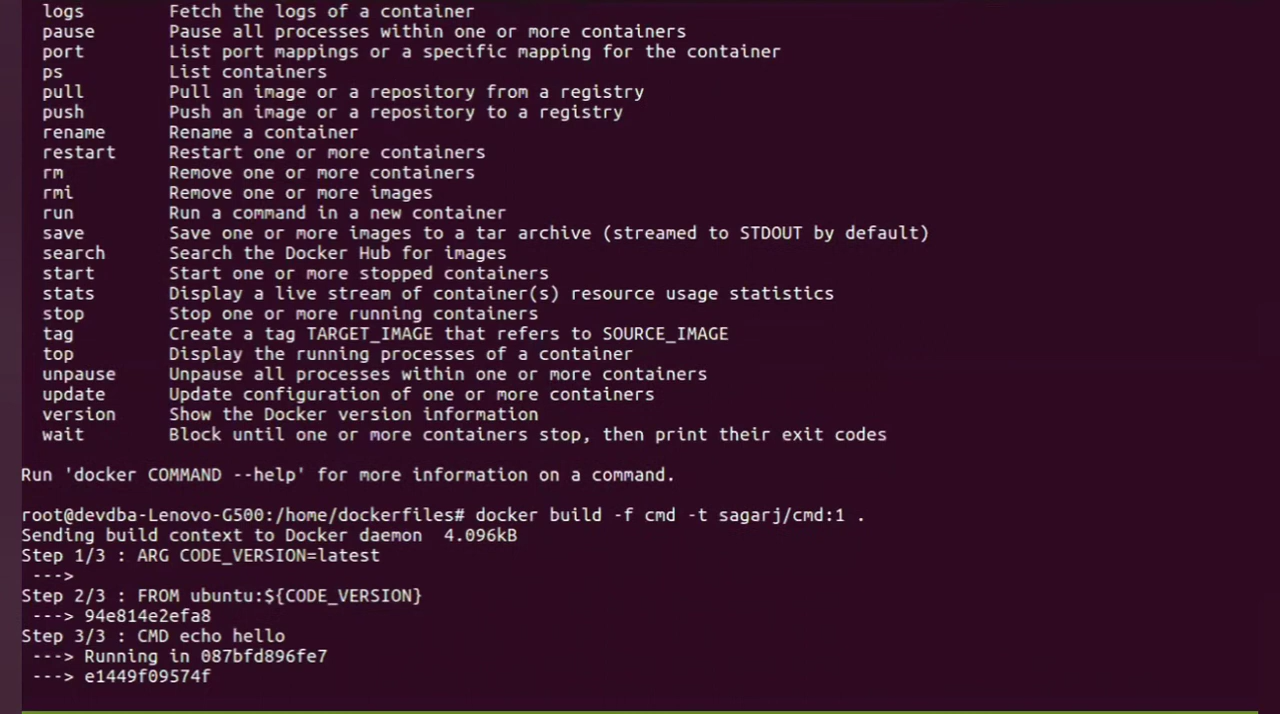 logs Fetch the logs of a container
pause Pause all processes within one or more containers
port List port mappings or a specific mapping for the container
ps List containers
pull Pull an image or a repository from a registry
push Push an image or a repository to a registry
rename Rename a container
restart Restart one or more containers
rm Remove one or more containers
rmi Remove one or more images
run Run a command in a new container
save Save one or more images to a tar archive (streamed to STDOUT by default)
search Search the Docker Hub for images
start Start one or more stopped containers
stats Display a live stream of container(s) resource usage statistics
stop Stop one or more running containers
tag Create a tag TARGET_IMAGE that refers to SOURCE_IMAGE
top Display the running processes of a container
unpause Unpause all processes within one or more containers
update Update configuration of one or more containers
version Show the Docker version information
wait Block until one or more containers stop, then print their exit codes
Run 'docker COMMAND --help' for more information on a command.
root@devdba-Lenovo-G500:/home/dockerfiles# docker build -f cmd -t sagarj/cmd:1 .
Sending build context to Docker daemon 4.096kB
Step 1/3 : ARG CODE_VERSION=latest
--->
Step 2/3 : FROM ubuntu:${CODE_VERSION}
---> 94e814e2efa8
Step 3/3 : CMD echo hello
---> Running in 087bfd896fe7
---> e1449f09574f